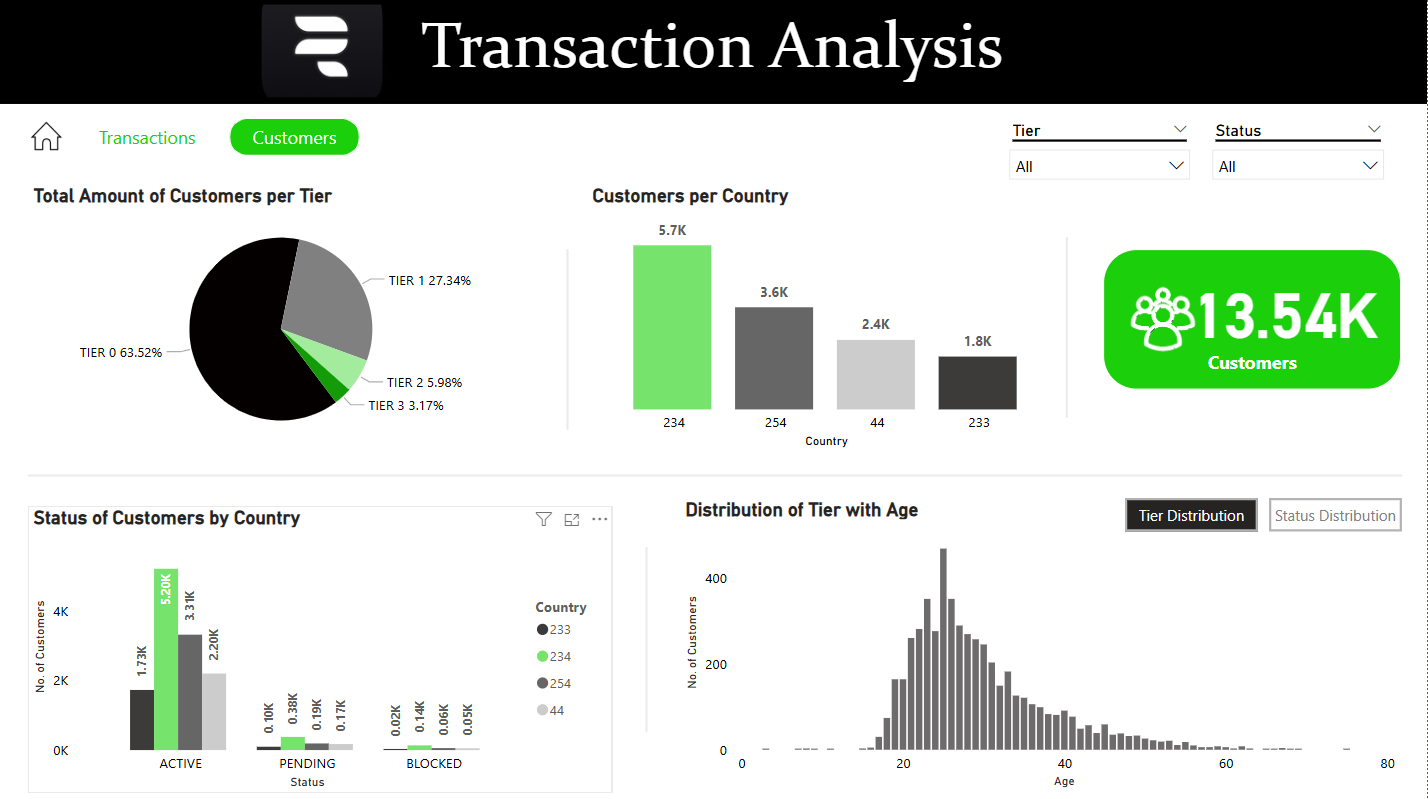 Transaction Analysis
Transactions
Customers
Tier
Status
All
All
Total Amount of Customers per Tier
TIER 1 27.34%
TIER 0 63.52%
TIER 2 5.98%
TIER 3 3.17%
Customers per Country
5.7K
3.6K
2.4K
1.8K
234
254
44
233
Country
13.54K
Customers
Status of Customers by Country
No. of Customers
4K
2K
0K
1.73K
5.20K
3.31K
2.20K
0.10K
0.38K
0.19K
0.17K
0.02K
0.14K
0.06K
0.05K
ACTIVE
PENDING
BLOCKED
Status
Country
233
234
254
44
Distribution of Tier with Age
Tier Distribution
Status Distribution
No. of Customers
400
200
0
0
20
40
60
80
Age